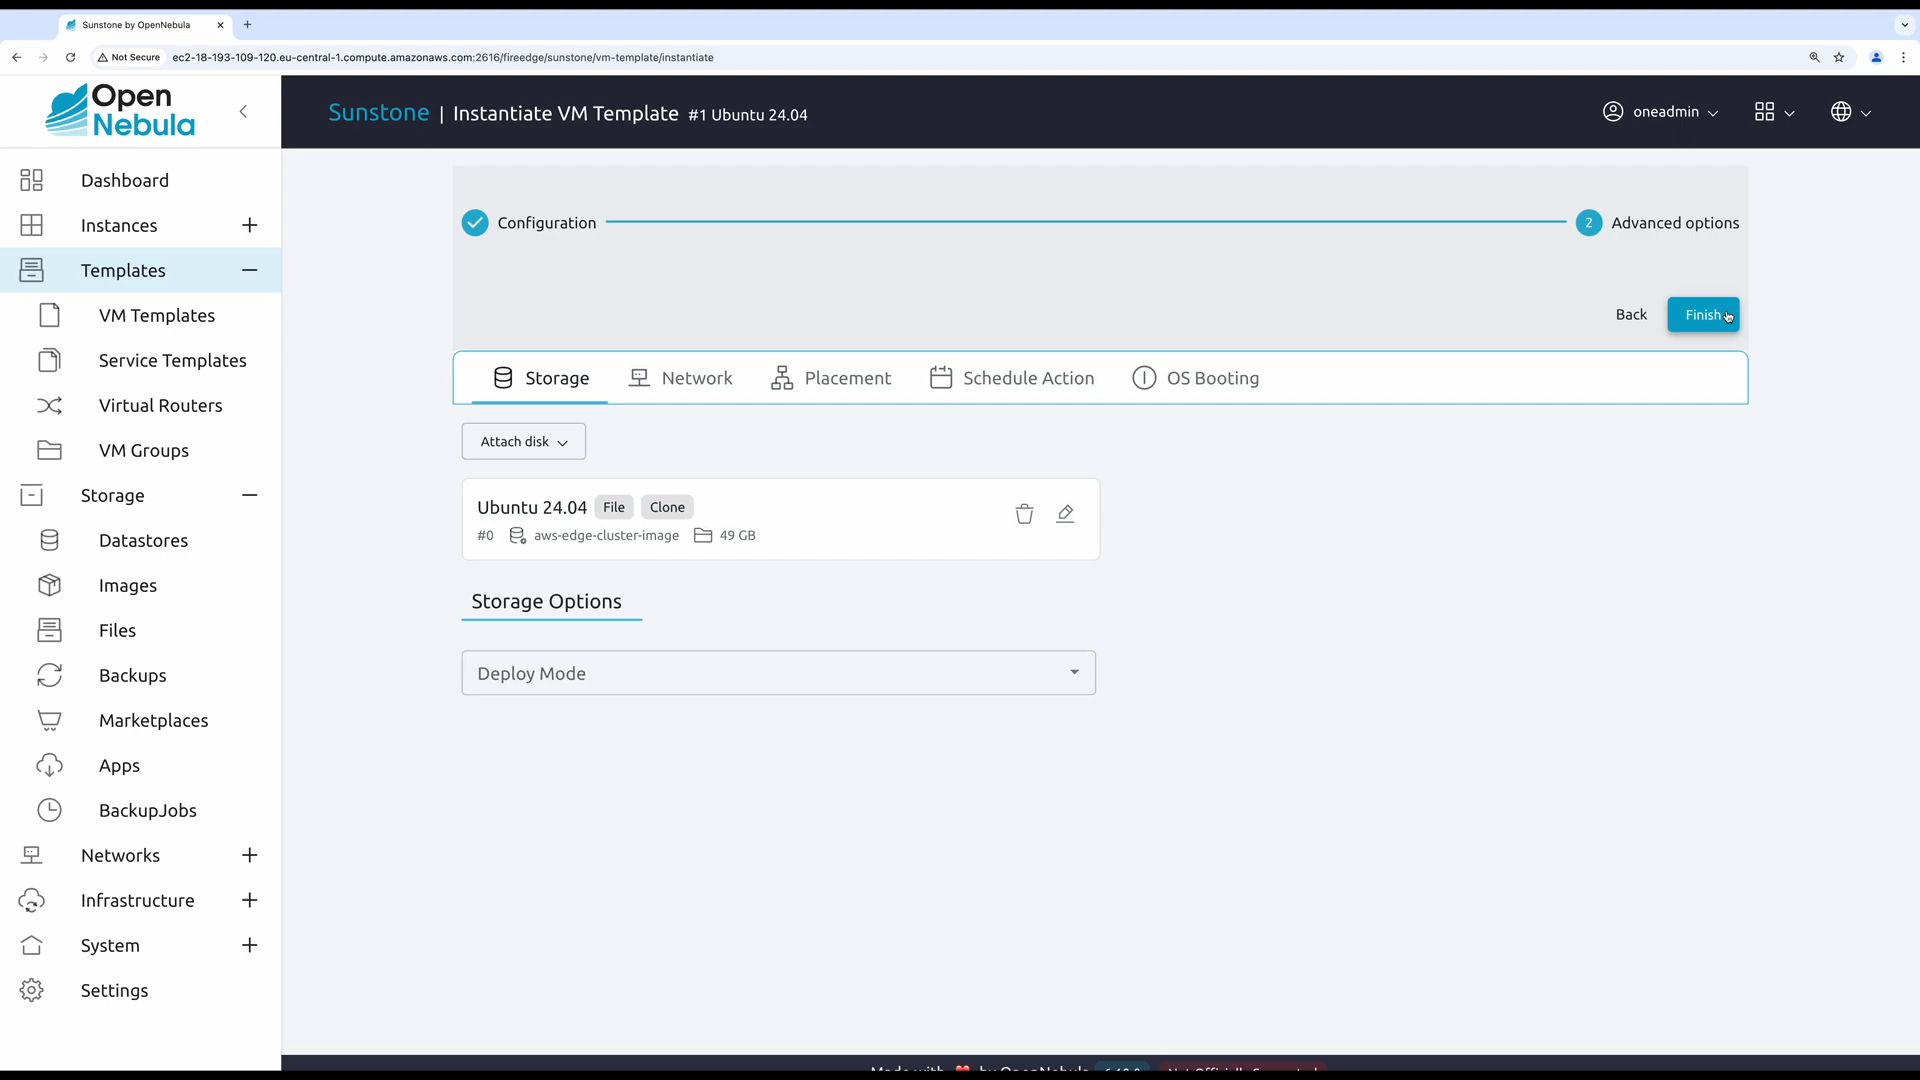 Sunstone by OpenNebula
Not Secure
ec2-18-193-109-120.eu-central-1.compute.amazonaws.com:2616/fireedge/sunstone/vm-template/instantiate
Open
Nebula
Sunstone | Instantiate VM Template #1 Ubuntu 24.04
oneadmin
Dashboard
Instances
Templates
VM Templates
Service Templates
Virtual Routers
VM Groups
Storage
Datastores
Images
Files
Backups
Marketplaces
Apps
BackupJobs
Networks
Infrastructure
System
Settings
Configuration
2 Advanced options
Back
Finish
Storage
Network
Placement
Schedule Action
OS Booting
Attach disk
Ubuntu 24.04 File Clone
#0 aws-edge-cluster-image 49 GB
Storage Options
Deploy Mode
Made with by OpenNebula